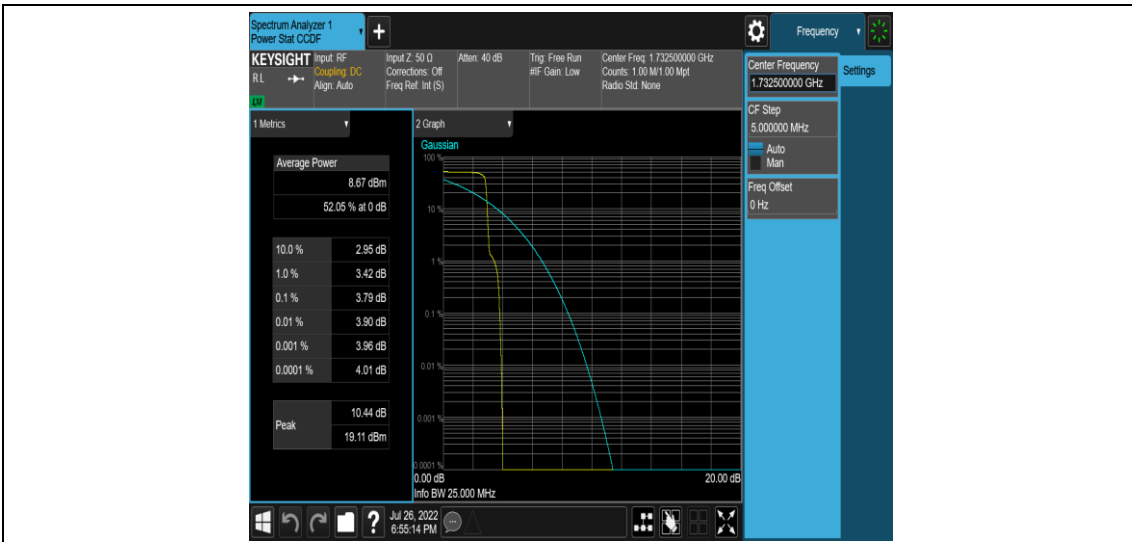 Spectrum Analyzer 1
Power Stat CCDF
+
Frequency
KEYSIGHT
RL
LXI
Input: RF
Coupling: DC
Align: Auto
Input Z: 50 Ω
Corrections: Off
Freq Ref: Int (S)
Atten: 40 dB
Trig: Free Run
#IF Gain: Low
Center Freq: 1.732500000 GHz
Counts: 1.00 M/1.00 Mpt
Radio Std: None
Center Frequency
1.732500000 GHz
Settings
CF Step
5.000000 MHz
Auto
Man
Freq Offset
0 Hz
1 Metrics
Average Power
8.67 dBm
52.05 % at 0 dB
10.0 % 2.95 dB
1.0 % 3.42 dB
0.1 % 3.79 dB
0.01 % 3.90 dB
0.001 % 3.96 dB
0.0001 % 4.01 dB
Peak
10.44 dB
19.11 dBm
2 Graph
Gaussian
100 %
10 %
1 %
0.1 %
0.01 %
0.001 %
0.0001 %
0.00 dB 20.00 dB
Info BW 25.000 MHz
?
Jul 26, 2022
6:55:14 PM